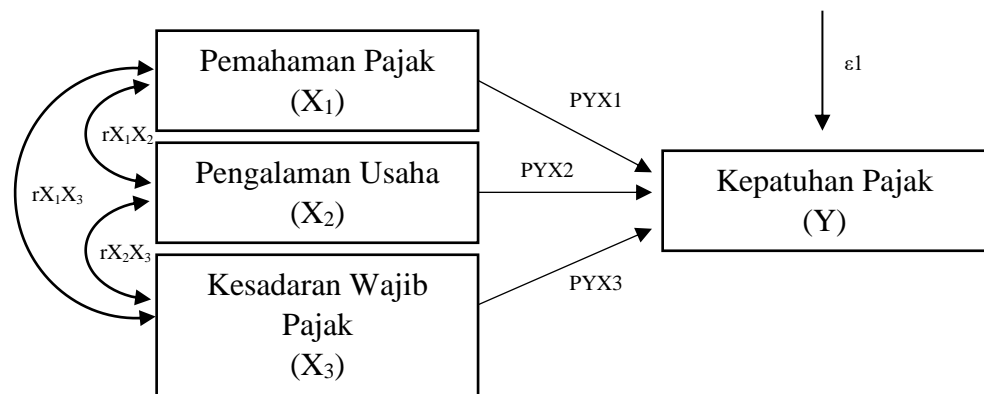 Pemahaman Pajak
(X₁)
ε1
PYX1
rX₁X₂
Pengalaman Usaha
(X₂)
PYX2
Kepatuhan Pajak
(Y)
rX₁X₃
rX₂X₃
Kesadaran Wajib
Pajak
(X₃)
PYX3